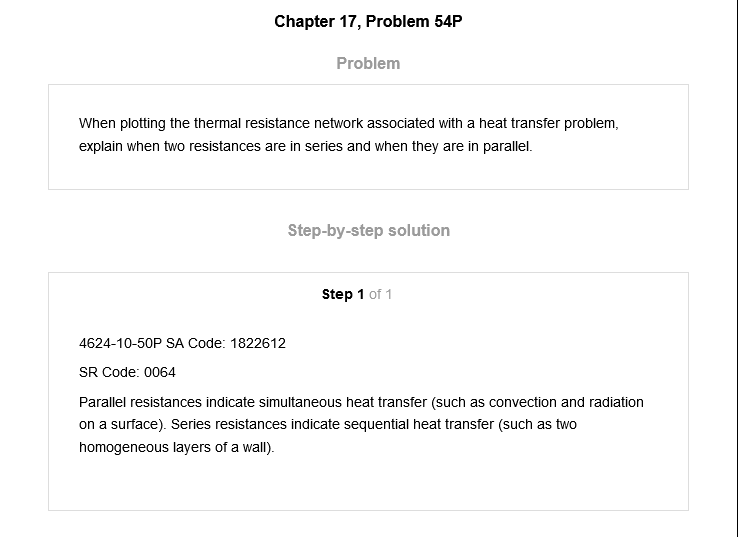 Chapter 17, Problem 54P
Problem
When plotting the thermal resistance network associated with a heat transfer problem,
explain when two resistances are in series and when they are in parallel.
Step-by-step solution
Step 1 of 1
4624-10-50P SA Code: 1822612
SR Code: 0064
Parallel resistances indicate simultaneous heat transfer (such as convection and radiation
on a surface). Series resistances indicate sequential heat transfer (such as two
homogeneous layers of a wall).